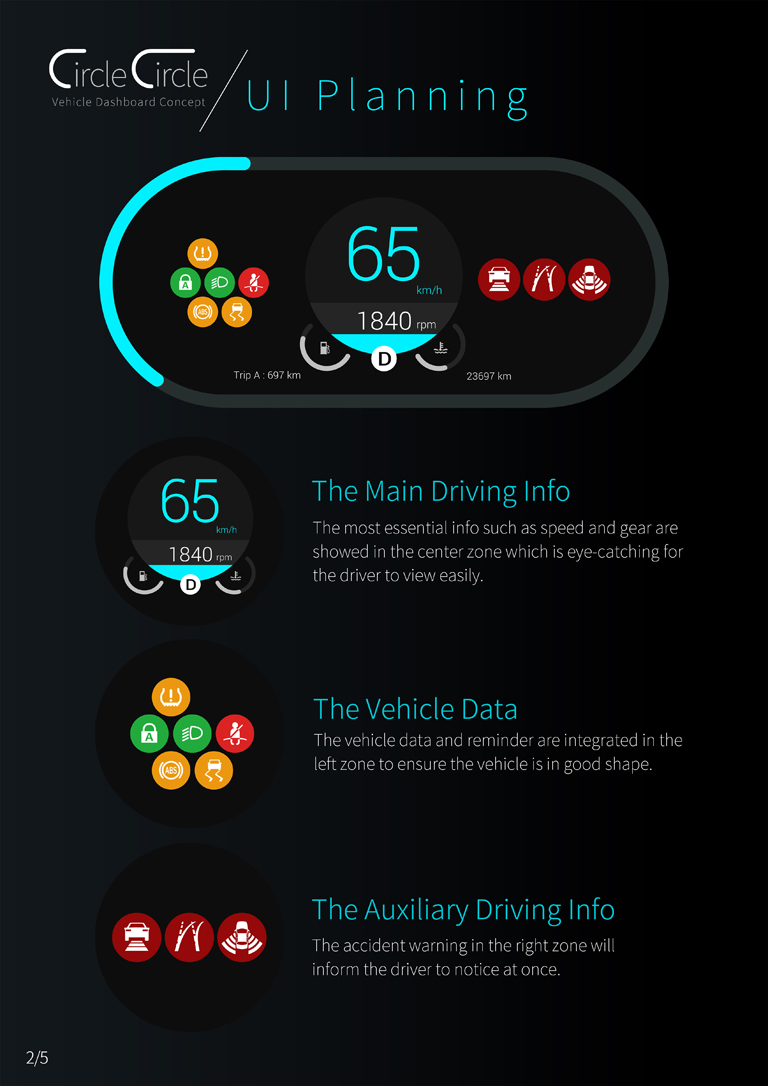 Circle Circle
Vehicle Dashboard Concept
UI Planning
65
km/h
1840 rpm
A
ABS
D
Trip A : 697 km
23697 km
65
km/h
1840 rpm
D
The Main Driving Info
The most essential info such as speed and gear are
showed in the center zone which is eye-catching for
the driver to view easily.
A
ABS
The Vehicle Data
The vehicle data and reminder are integrated in the
left zone to ensure the vehicle is in good shape.
The Auxiliary Driving Info
The accident warning in the right zone will
inform the driver to notice at once.
2/5